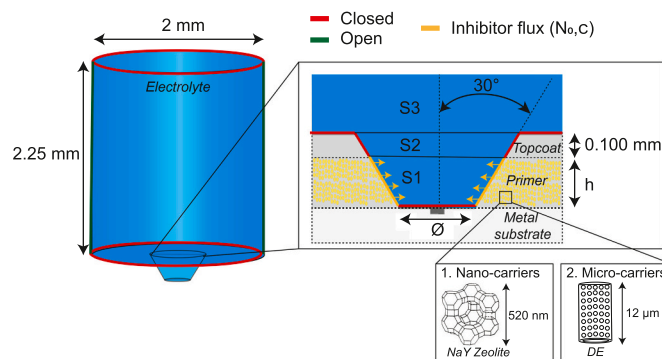 2 mm
Closed
Open
Inhibitor flux (N₀,c)
Electrolyte
2.25 mm
30°
S3
S2
Topcoat
0.100 mm
S1
Primer
h
Ø
Metal
substrate
1. Nano-carriers
520 nm
NaY Zeolite
2. Micro-carriers
12 µm
DE